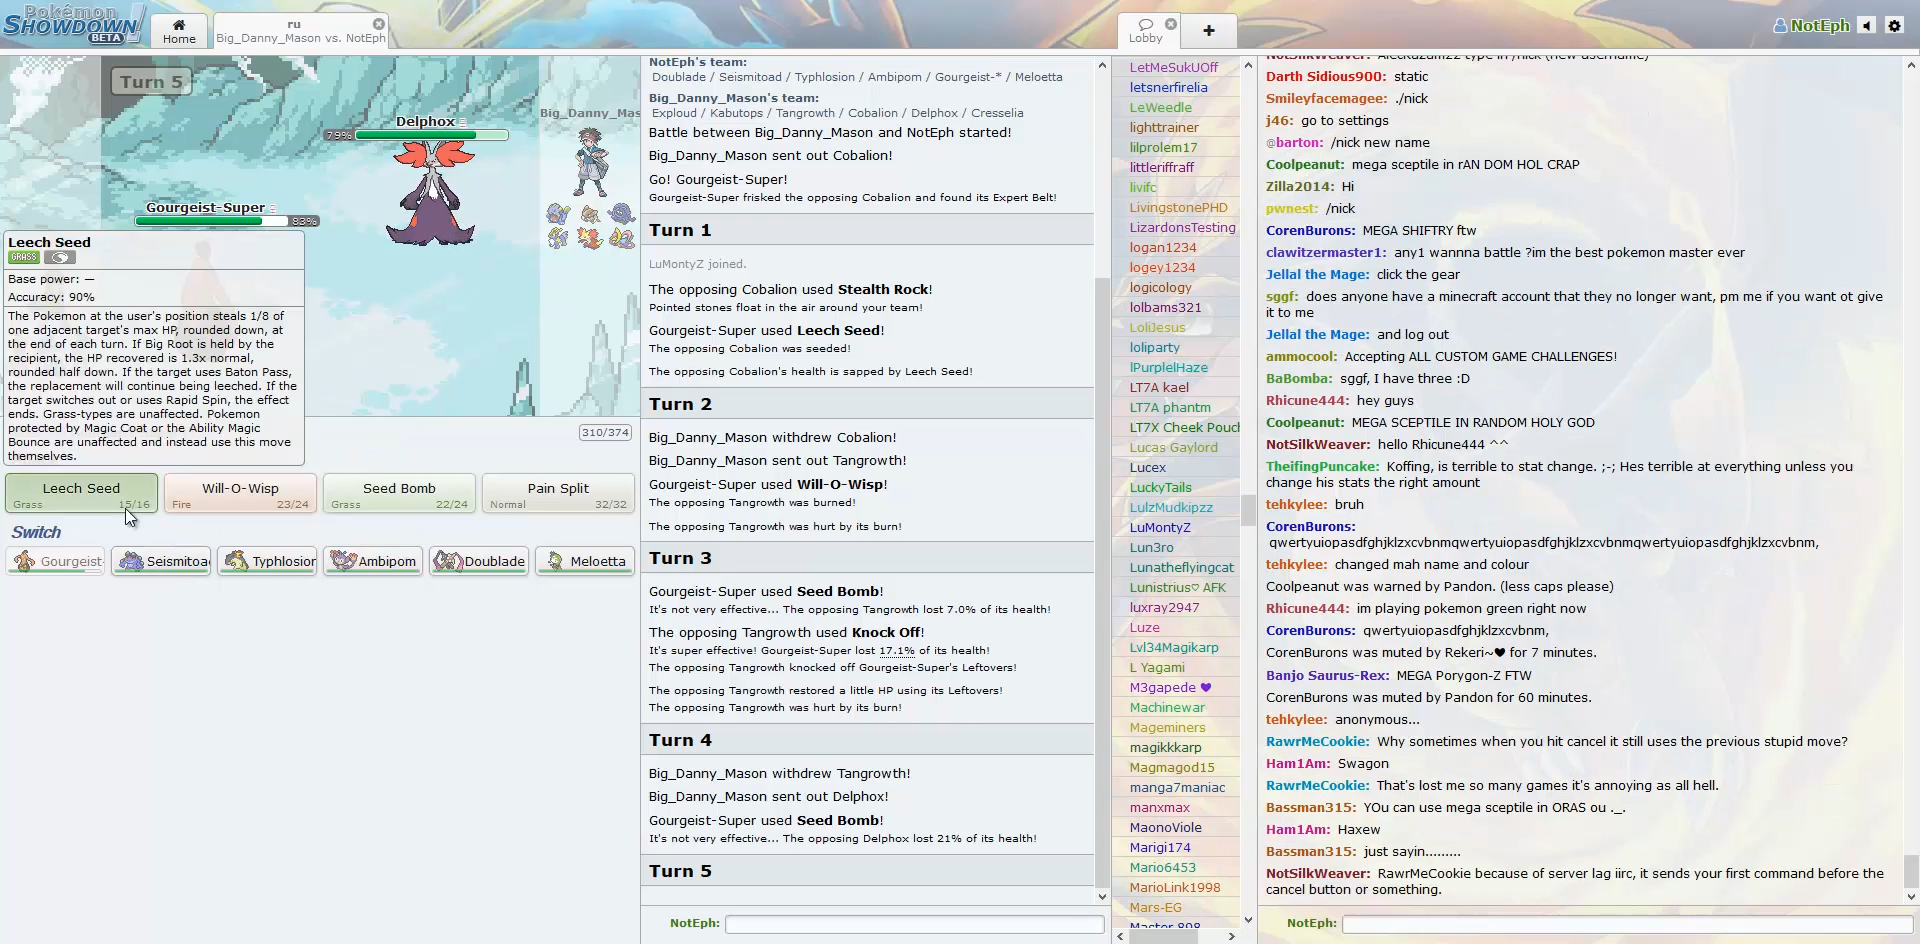 Pokémon
SHOWDOWN!
BETA
Home
ru
Big_Danny_Mason vs. NotEph
Lobby
+
NotEph
Turn 5
Delphox
79%
Gourgeist-Super
83%
Big_Danny_Mas
Leech Seed
GRASS
Base power: —
Accuracy: 90%
The Pokemon at the user's position steals 1/8 of
one adjacent target's max HP, rounded down, at
the end of each turn. If Big Root is held by the
recipient, the HP recovered is 1.3x normal,
rounded half down. If the target uses Baton Pass,
the replacement will continue being leeched. If the
target switches out or uses Rapid Spin, the effect
ends. Grass-types are unaffected. Pokemon
protected by Magic Coat or the Ability Magic
Bounce are unaffected and instead use this move
themselves.
310/374
Leech Seed
Grass 15/16
Will-O-Wisp
Fire 23/24
Seed Bomb
Grass 22/24
Pain Split
Normal 32/32
Switch
Gourgeist-
Seismitoa
Typhlosior
Ambipom
Doublade
Meloetta
NotEph's team:
Doublade / Seismitoad / Typhlosion / Ambipom / Gourgeist-* / Meloetta
Big_Danny_Mason's team:
Exploud / Kabutops / Tangrowth / Cobalion / Delphox / Cresselia
Battle between Big_Danny_Mason and NotEph started!
Big_Danny_Mason sent out Cobalion!
Go! Gourgeist-Super!
Gourgeist-Super frisked the opposing Cobalion and found its Expert Belt!
Turn 1
LuMontyZ joined.
The opposing Cobalion used Stealth Rock!
Pointed stones float in the air around your team!
Gourgeist-Super used Leech Seed!
The opposing Cobalion was seeded!
The opposing Cobalion's health is sapped by Leech Seed!
Turn 2
Big_Danny_Mason withdrew Cobalion!
Big_Danny_Mason sent out Tangrowth!
Gourgeist-Super used Will-O-Wisp!
The opposing Tangrowth was burned!
The opposing Tangrowth was hurt by its burn!
Turn 3
Gourgeist-Super used Seed Bomb!
It's not very effective... The opposing Tangrowth lost 7.0% of its health!
The opposing Tangrowth used Knock Off!
It's super effective! Gourgeist-Super lost 17.1% of its health!
The opposing Tangrowth knocked off Gourgeist-Super's Leftovers!
The opposing Tangrowth restored a little HP using its Leftovers!
The opposing Tangrowth was hurt by its burn!
Turn 4
Big_Danny_Mason withdrew Tangrowth!
Big_Danny_Mason sent out Delphox!
Gourgeist-Super used Seed Bomb!
It's not very effective... The opposing Delphox lost 21% of its health!
Turn 5
NotEph:
LetMeSukUOff
letsnerfirelia
LeWeedle
lighttrainer
lilprolem17
littleriffraff
livifc
LivingstonePHD
LizardonsTesting
logan1234
logey1234
logicology
lolbams321
LoliJesus
loliparty
lPurplelHaze
LT7A kael
LT7A phantm
LT7X Cheek Pouch
Lucas Gaylord
Lucex
LuckyTails
LulzMudkipzz
LuMontyZ
Lun3ro
Lunatheflyingcat
Lunistrius♡ AFK
luxray2947
Luze
Lvl34Magikarp
L Yagami
M3gapede ♥
Machinewar
Mageminers
magikkkarp
Magmagod15
manga7maniac
manxmax
MaonoViole
Marigi174
Mario6453
MarioLink1998
Mars-EG
Master 898
Darth Sidious900: static
Smileyfacemagee: ./nick
j46: go to settings
@barton: /nick new name
Coolpeanut: mega sceptile in rAN DOM HOL CRAP
Zilla2014: Hi
pwnest: /nick
CorenBurons: MEGA SHIFTRY ftw
clawitzermaster1: any1 wannna battle ?im the best pokemon master ever
Jellal the Mage: click the gear
sggf: does anyone have a minecraft account that they no longer want, pm me if you want ot give
it to me
Jellal the Mage: and log out
ammocool: Accepting ALL CUSTOM GAME CHALLENGES!
BaBomba: sggf, I have three :D
Rhicune444: hey guys
Coolpeanut: MEGA SCEPTILE IN RANDOM HOLY GOD
NotSilkWeaver: hello Rhicune444 ^^
TheifingPuncake: Koffing, is terrible to stat change. ;-; Hes terrible at everything unless you
change his stats the right amount
tehkylee: bruh
CorenBurons:
qwertyuiopasdfghjklzxcvbnmqwertyuiopasdfghjklzxcvbnmqwertyuiopasdfghjklzxcvbnm,
tehkylee: changed mah name and colour
Coolpeanut was warned by Pandon. (less caps please)
Rhicune444: im playing pokemon green right now
CorenBurons: qwertyuiopasdfghjklzxcvbnm,
CorenBurons was muted by Rekeri~♥ for 7 minutes.
Banjo Saurus-Rex: MEGA Porygon-Z FTW
CorenBurons was muted by Pandon for 60 minutes.
tehkylee: anonymous...
RawrMeCookie: Why sometimes when you hit cancel it still uses the previous stupid move?
Ham1Am: Swagon
RawrMeCookie: That's lost me so many games it's annoying as all hell.
Bassman315: YOu can use mega sceptile in ORAS ou ._.
Ham1Am: Haxew
Bassman315: just sayin.........
NotSilkWeaver: RawrMeCookie because of server lag iirc, it sends your first command before the
cancel button or something.
NotEph: